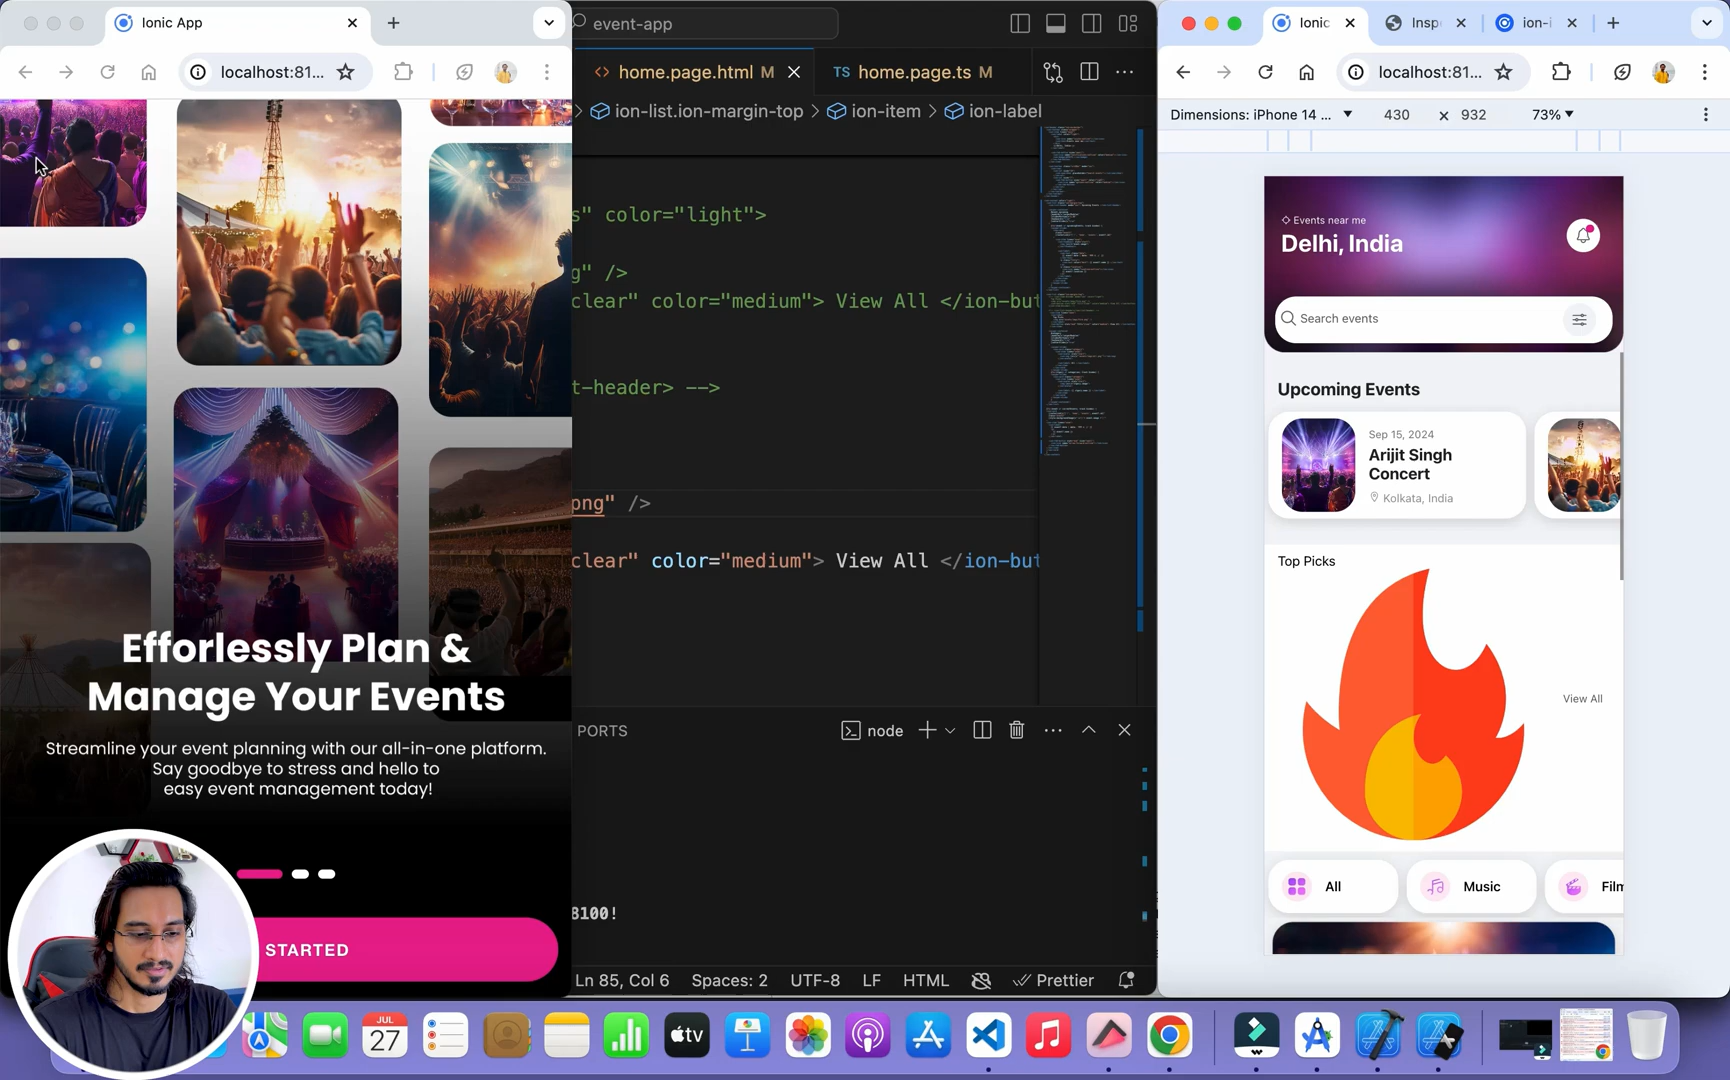 Ionic App
localhost:81...
Effortlessly Plan &
Manage Your Events
Streamline your event planning with our all-in-one platform.
Say goodbye to stress and hello to
easy event management today!
STARTED
event-app
home.page.html M
TS home.page.ts M
ion-list.ion-margin-top
ion-item
ion-label
s" color="light">
g" />
clear" color="medium"> View All </ion-but
t-header> -->
png" />
clear" color="medium"> View All </ion-but
PORTS
node
8100!
Ln 85, Col 6
Spaces: 2
UTF-8
LF
HTML
Prettier
Ionic
Insp
ion-i
localhost:81...
Dimensions: iPhone 14 ...
430
×
932
73%
Events near me
Delhi, India
Search events
Upcoming Events
Sep 15, 2024
Arijit Singh
Concert
Kolkata, India
Top Picks
View All
All
Music
Film
JUL
27
tv